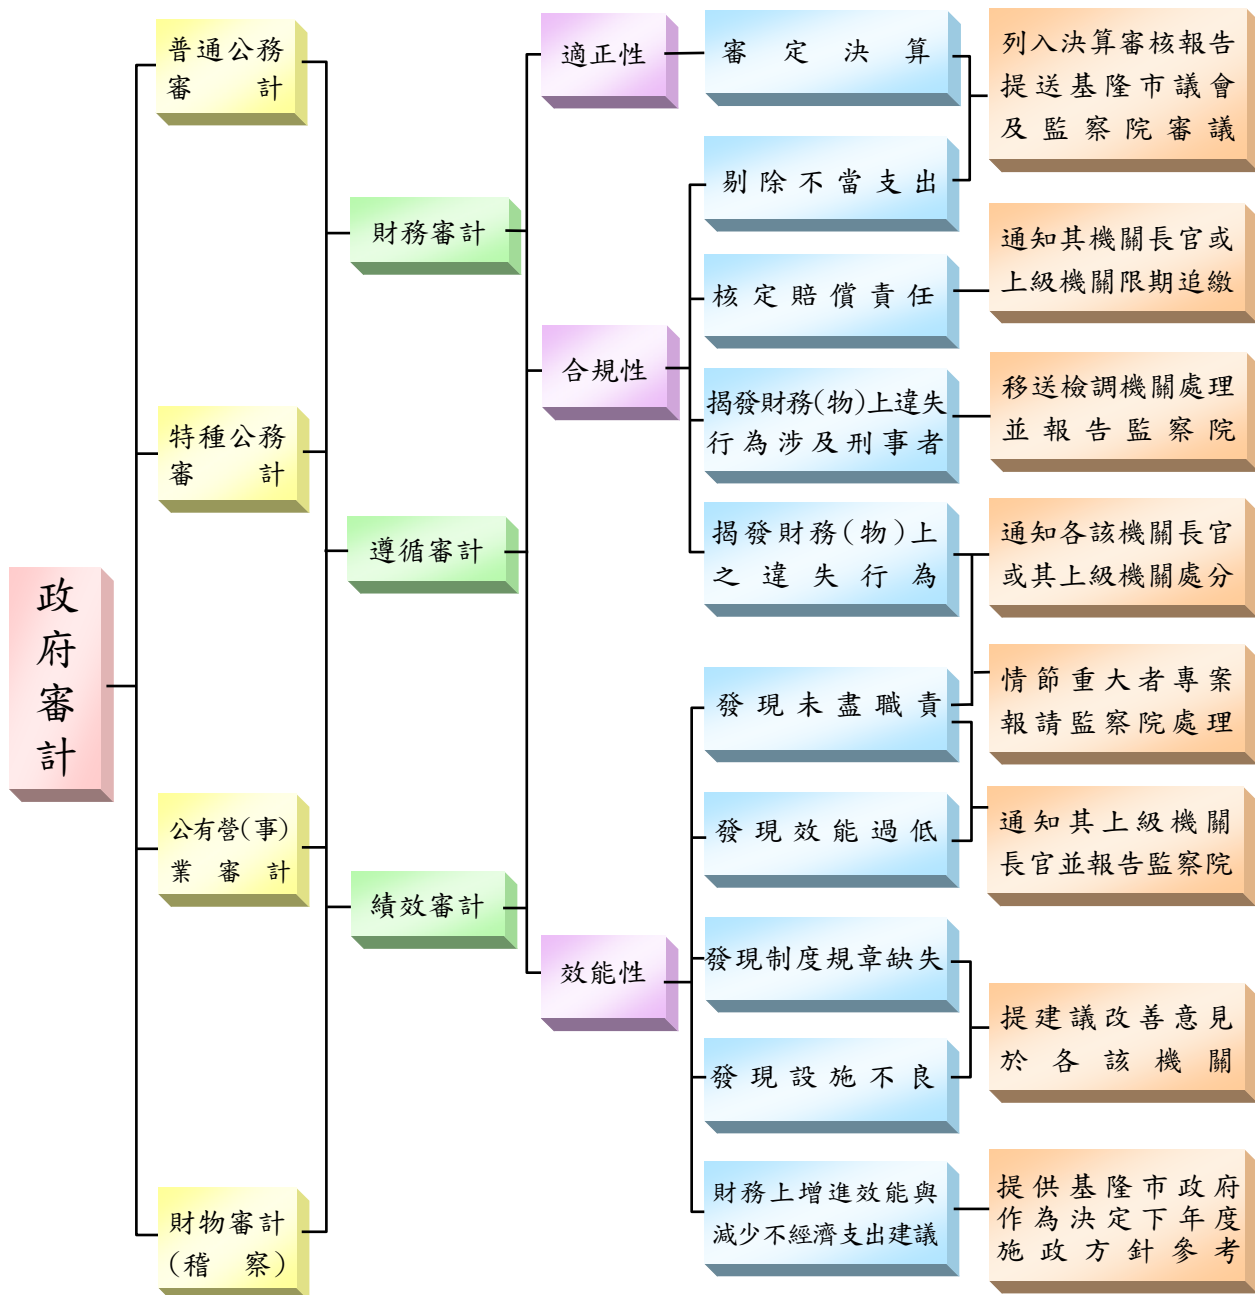 政府審計
普通公務
審計
特種公務
審計
公有營(事)
業審計
財物審計
(稽察)
財務審計
遵循審計
績效審計
適正性
合規性
效能性
審定決算
剔除不當支出
核定賠償責任
揭發財務(物)上違失
行為涉及刑事者
揭發財務(物)上
之違失行為
發現未盡職責
發現效能過低
發現制度規章缺失
發現設施不良
財務上增進效能與
減少不經濟支出建議
列入決算審核報告
提送基隆市議會
及監察院審議
通知其機關長官或
上級機關限期追繳
移送檢調機關處理
並報告監察院
通知各該機關長官
或其上級機關處分
情節重大者專案
報請監察院處理
通知其上級機關
長官並報告監察院
提建議改善意見
於各該機關
提供基隆市政府
作為決定下年度
施政方針參考